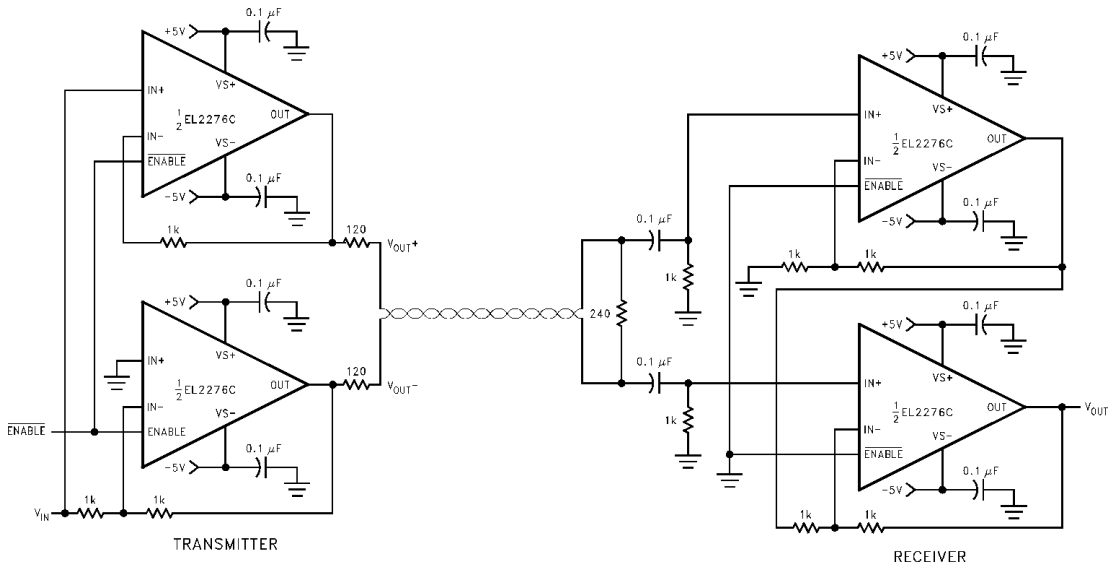 +5V
0.1 μF
VS+
IN+
1/2 EL2276C
OUT
IN-
VS-
E̅N̅A̅B̅L̅E̅
-5V
0.1 μF
1k
120
VOUT+
+5V
0.1 μF
VS+
IN+
1/2 EL2276C
OUT
IN-
VS-
120
VOUT-
E̅N̅A̅B̅L̅E̅
ENABLE
-5V
0.1 μF
VIN
1k
1k
TRANSMITTER
240
0.1 μF
1k
0.1 μF
1k
+5V
0.1 μF
VS+
IN+
1/2 EL2276C
OUT
IN-
VS-
E̅N̅A̅B̅L̅E̅
-5V
0.1 μF
1k
1k
+5V
0.1 μF
VS+
IN+
1/2 EL2276C
OUT
VOUT
IN-
VS-
E̅N̅A̅B̅L̅E̅
-5V
0.1 μF
1k
1k
RECEIVER